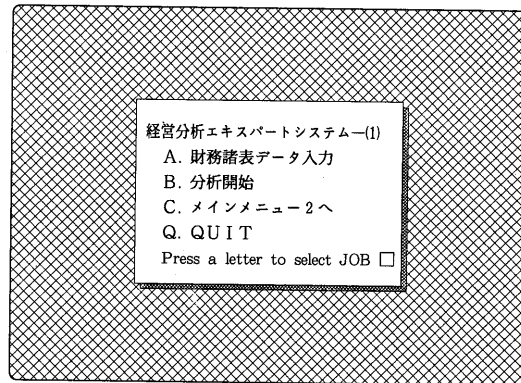 経営分析エキスパートシステム—(1)
A. 財務諸表データ入力
B. 分析開始
C. メインメニュー2へ
Q. QUIT
Press a letter to select JOB □